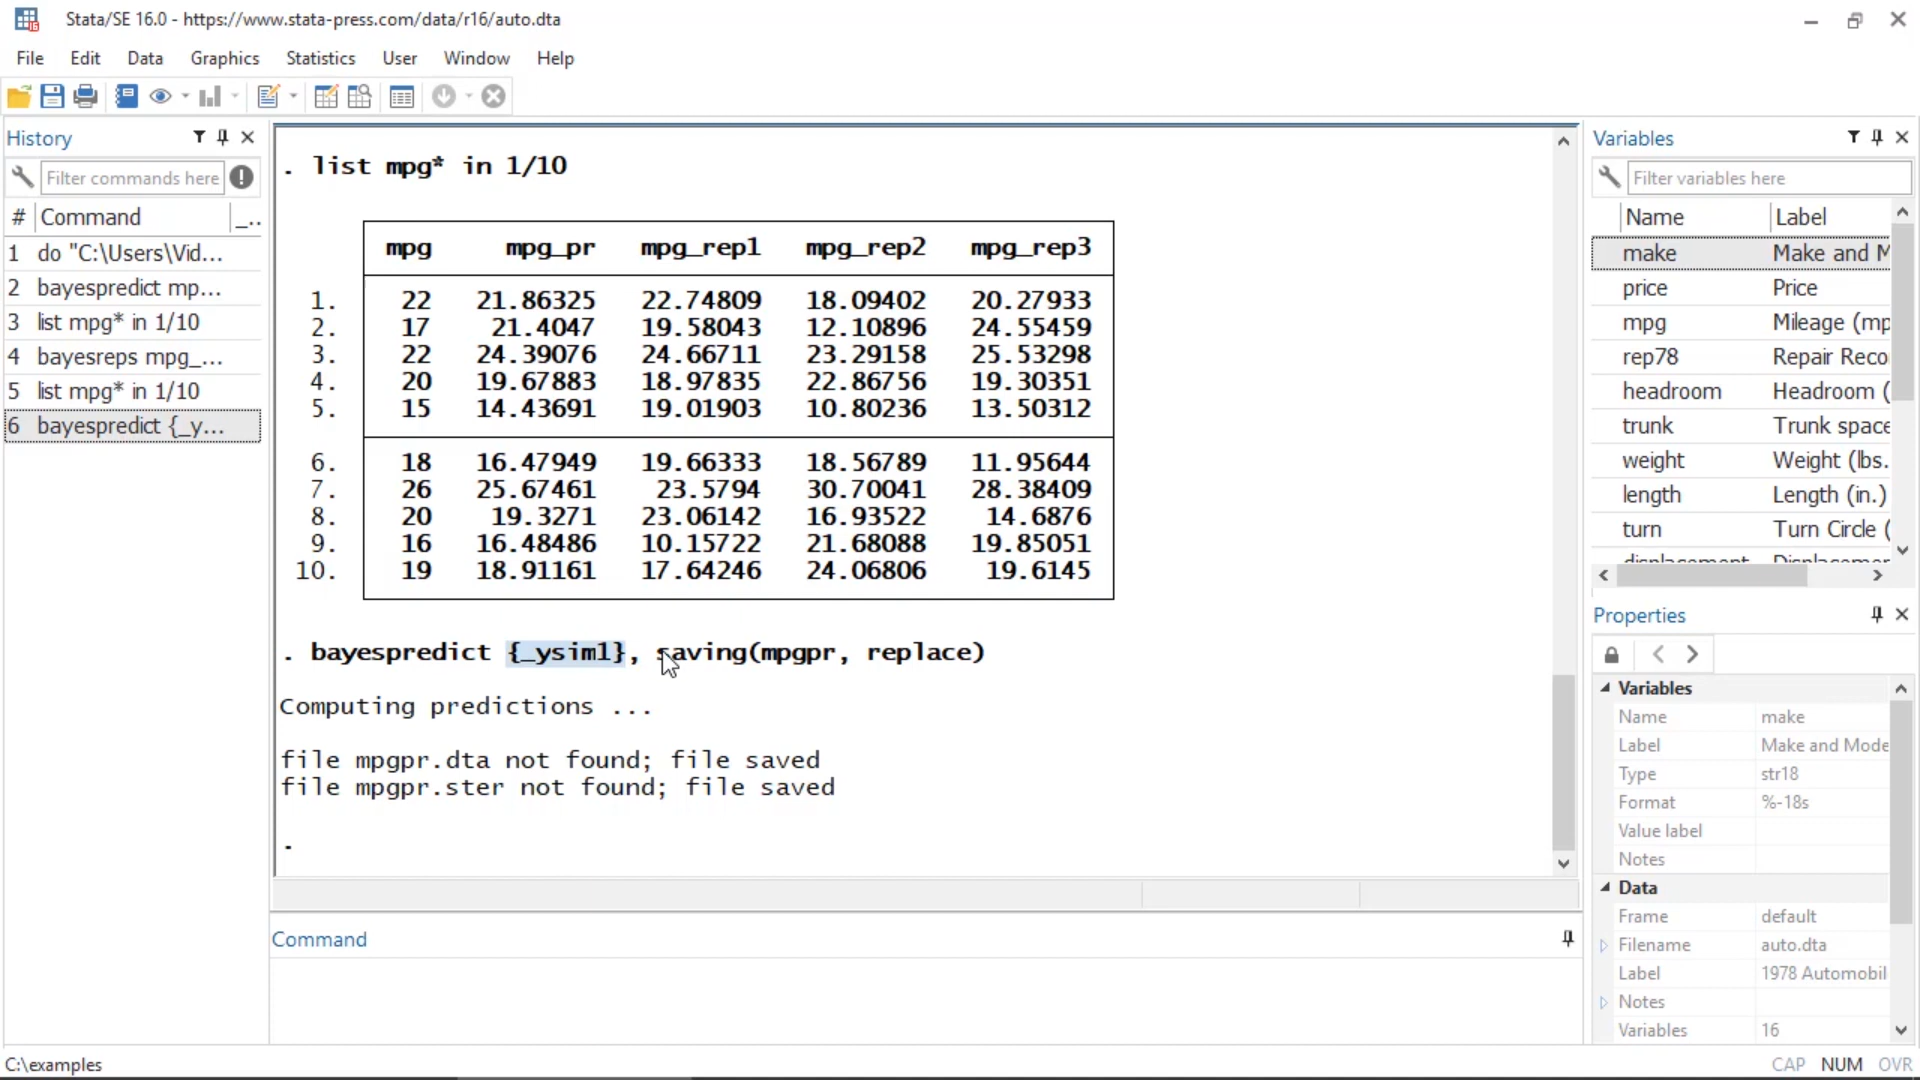 Stata/SE 16.0 - https://www.stata-press.com/data/r16/auto.dta
File Edit Data Graphics Statistics User Window Help
History
Filter commands here
# Command _..
1 do "C:\Users\Vid...
2 bayespredict mp...
3 list mpg* in 1/10
4 bayesreps mpg_...
5 list mpg* in 1/10
6 bayespredict {_y...
. list mpg* in 1/10
mpg mpg_pr mpg_rep1 mpg_rep2 mpg_rep3
1. 22 21.86325 22.74809 18.09402 20.27933
2. 17 21.4047 19.58043 12.10896 24.55459
3. 22 24.39076 24.66711 23.29158 25.53298
4. 20 19.67883 18.97835 22.86756 19.30351
5. 15 14.43691 19.01903 10.80236 13.50312
6. 18 16.47949 19.66333 18.56789 11.95644
7. 26 25.67461 23.5794 30.70041 28.38409
8. 20 19.3271 23.06142 16.93522 14.6876
9. 16 16.48486 10.15722 21.68088 19.85051
10. 19 18.91161 17.64246 24.06806 19.6145
. bayespredict {_ysim1}, saving(mpgpr, replace)
Computing predictions ...
file mpgpr.dta not found; file saved
file mpgpr.ster not found; file saved
.
Command
Variables
Filter variables here
Name Label
make Make and M
price Price
mpg Mileage (mp
rep78 Repair Reco
headroom Headroom (
trunk Trunk space
weight Weight (lbs.
length Length (in.)
turn Turn Circle (
displacement Displacemen
Properties
Variables
Name make
Label Make and Mode
Type str18
Format %-18s
Value label
Notes
Data
Frame default
Filename auto.dta
Label 1978 Automobil
Notes
Variables 16
C:\examples
CAP NUM OVR